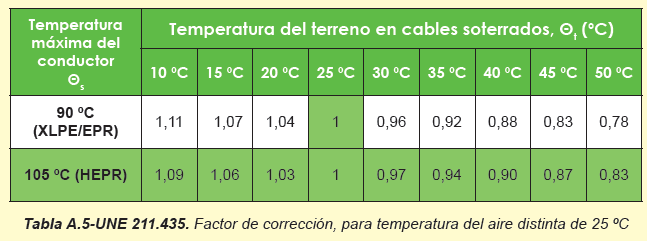 Temperatura máxima del conductor Θs
Temperatura del terreno en cables soterrados, Θt (ºC)
10 ºC 15 ºC 20 ºC 25 ºC 30 ºC 35 ºC 40 ºC 45 ºC 50 ºC
90 ºC (XLPE/EPR) 1,11 1,07 1,04 1 0,96 0,92 0,88 0,83 0,78
105 ºC (HEPR) 1,09 1,06 1,03 1 0,97 0,94 0,90 0,87 0,83
Tabla A.5-UNE 211.435. Factor de corrección, para temperatura del aire distinta de 25 ºC